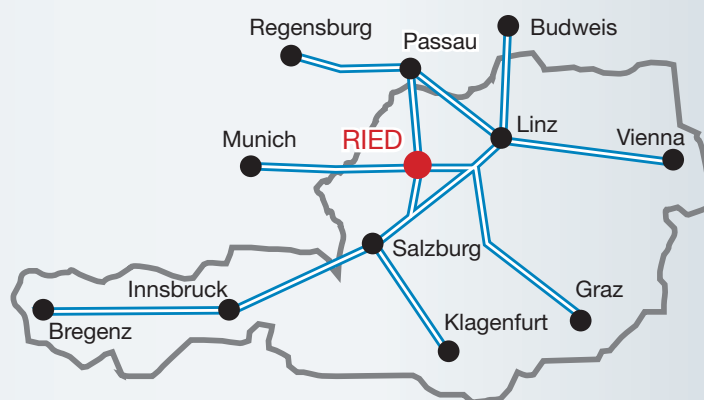 Regensburg
Budweis
Passau
Linz
Vienna
Munich
RIED
Salzburg
Innsbruck
Graz
Bregenz
Klagenfurt